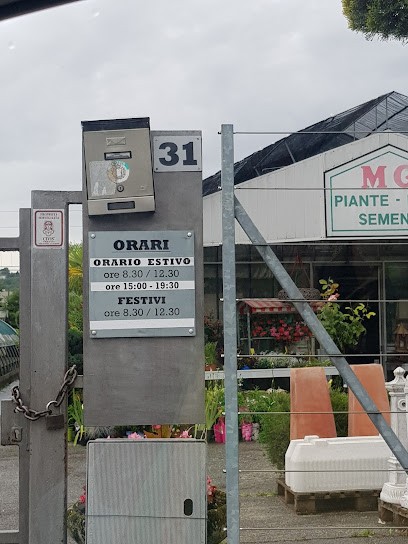 31
ORARI
ORARIO ESTIVO
ore 8.30 / 12.30
ore 15:00 - 19:30
FESTIVI
ore 8.30 / 12.30
MG
PIANTE -
SEMEN